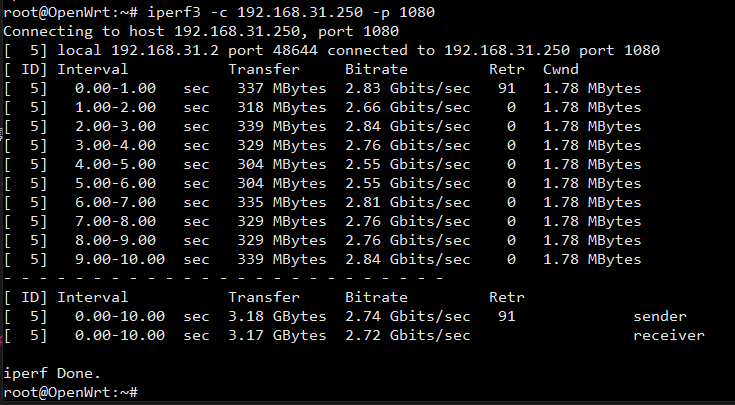 root@OpenWrt:~# iperf3 -c 192.168.31.250 -p 1080
Connecting to host 192.168.31.250, port 1080
[  5] local 192.168.31.2 port 48644 connected to 192.168.31.250 port 1080
[ ID] Interval           Transfer     Bitrate         Retr  Cwnd
[  5]   0.00-1.00   sec   337 MBytes  2.83 Gbits/sec   91   1.78 MBytes
[  5]   1.00-2.00   sec   318 MBytes  2.66 Gbits/sec    0   1.78 MBytes
[  5]   2.00-3.00   sec   339 MBytes  2.84 Gbits/sec    0   1.78 MBytes
[  5]   3.00-4.00   sec   329 MBytes  2.76 Gbits/sec    0   1.78 MBytes
[  5]   4.00-5.00   sec   304 MBytes  2.55 Gbits/sec    0   1.78 MBytes
[  5]   5.00-6.00   sec   304 MBytes  2.55 Gbits/sec    0   1.78 MBytes
[  5]   6.00-7.00   sec   335 MBytes  2.81 Gbits/sec    0   1.78 MBytes
[  5]   7.00-8.00   sec   329 MBytes  2.76 Gbits/sec    0   1.78 MBytes
[  5]   8.00-9.00   sec   329 MBytes  2.76 Gbits/sec    0   1.78 MBytes
[  5]   9.00-10.00  sec   339 MBytes  2.84 Gbits/sec    0   1.78 MBytes
- - - - - - - - - - - - - - - - - - - - - - - - -
[ ID] Interval           Transfer     Bitrate         Retr
[  5]   0.00-10.00  sec  3.18 GBytes  2.74 Gbits/sec   91             sender
[  5]   0.00-10.00  sec  3.17 GBytes  2.72 Gbits/sec                  receiver
iperf Done.
root@OpenWrt:~#